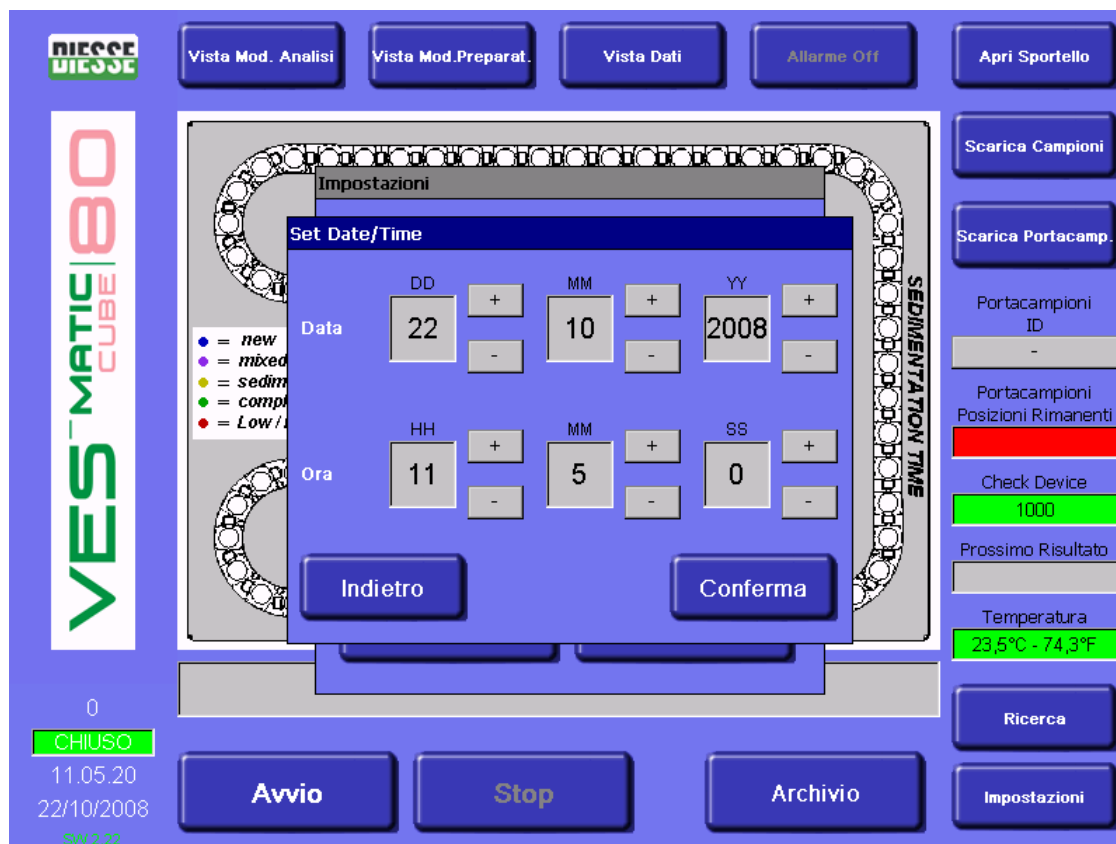 DIESSE
DIESSE
Vista Mod. Analisi
Vista Mod.Preparat.
Vista Dati
Allarme Off
Apri Sportello
VES-MATIC CUBE 80
Impostazioni
Set Date/Time
DD
MM
YY
Data
22
+
-
10
+
-
2008
+
-
HH
MM
SS
Ora
11
+
-
5
+
-
0
+
-
Indietro
Conferma
= new
= mixed
= sedim
= compl
= Low /
SEDIMENTATION TIME
Scarica Campioni
Scarica Portacamp.
Portacampioni
ID
-
Portacampioni
Posizioni Rimanenti
Check Device
1000
Prossimo Risultato
Temperatura
23,5°C - 74,3°F
Ricerca
Impostazioni
0
CHIUSO
11.05.20
22/10/2008
Avvio
Stop
Archivio